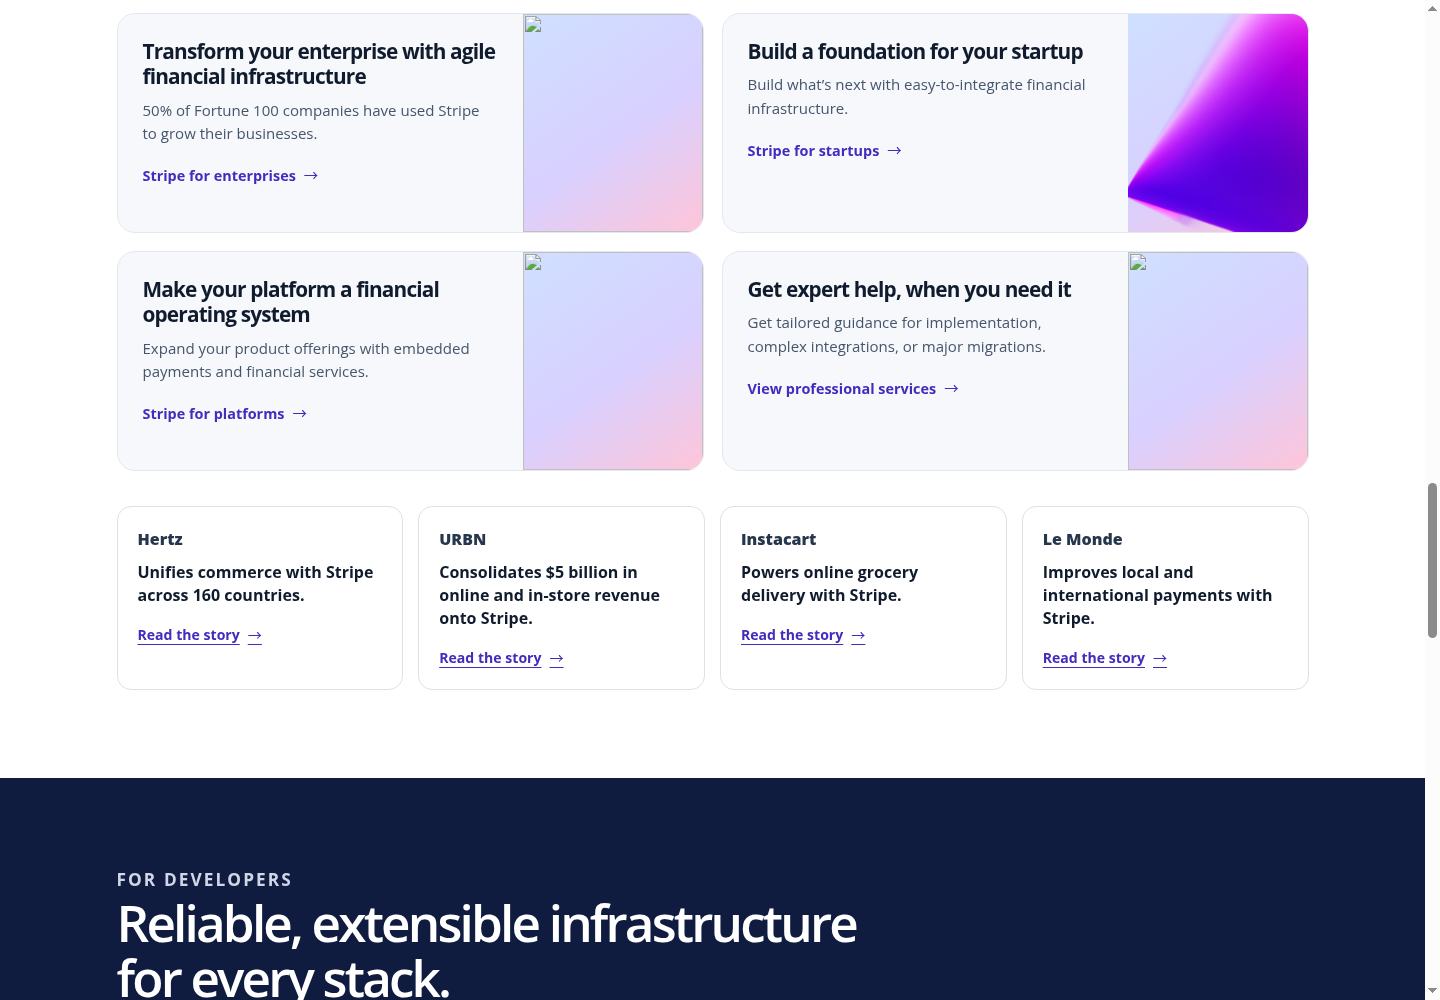 Transform your enterprise with agile
financial infrastructure
50% of Fortune 100 companies have used Stripe
to grow their businesses.
Stripe for enterprises →
Build a foundation for your startup
Build what’s next with easy-to-integrate financial
infrastructure.
Stripe for startups →
Make your platform a financial
operating system
Expand your product offerings with embedded
payments and financial services.
Stripe for platforms →
Get expert help, when you need it
Get tailored guidance for implementation,
complex integrations, or major migrations.
View professional services →
Hertz
Unifies commerce with Stripe
across 160 countries.
Read the story →
URBN
Consolidates $5 billion in
online and in-store revenue
onto Stripe.
Read the story →
Instacart
Powers online grocery
delivery with Stripe.
Read the story →
Le Monde
Improves local and
international payments with
Stripe.
Read the story →
FOR DEVELOPERS
Reliable, extensible infrastructure
for every stack.